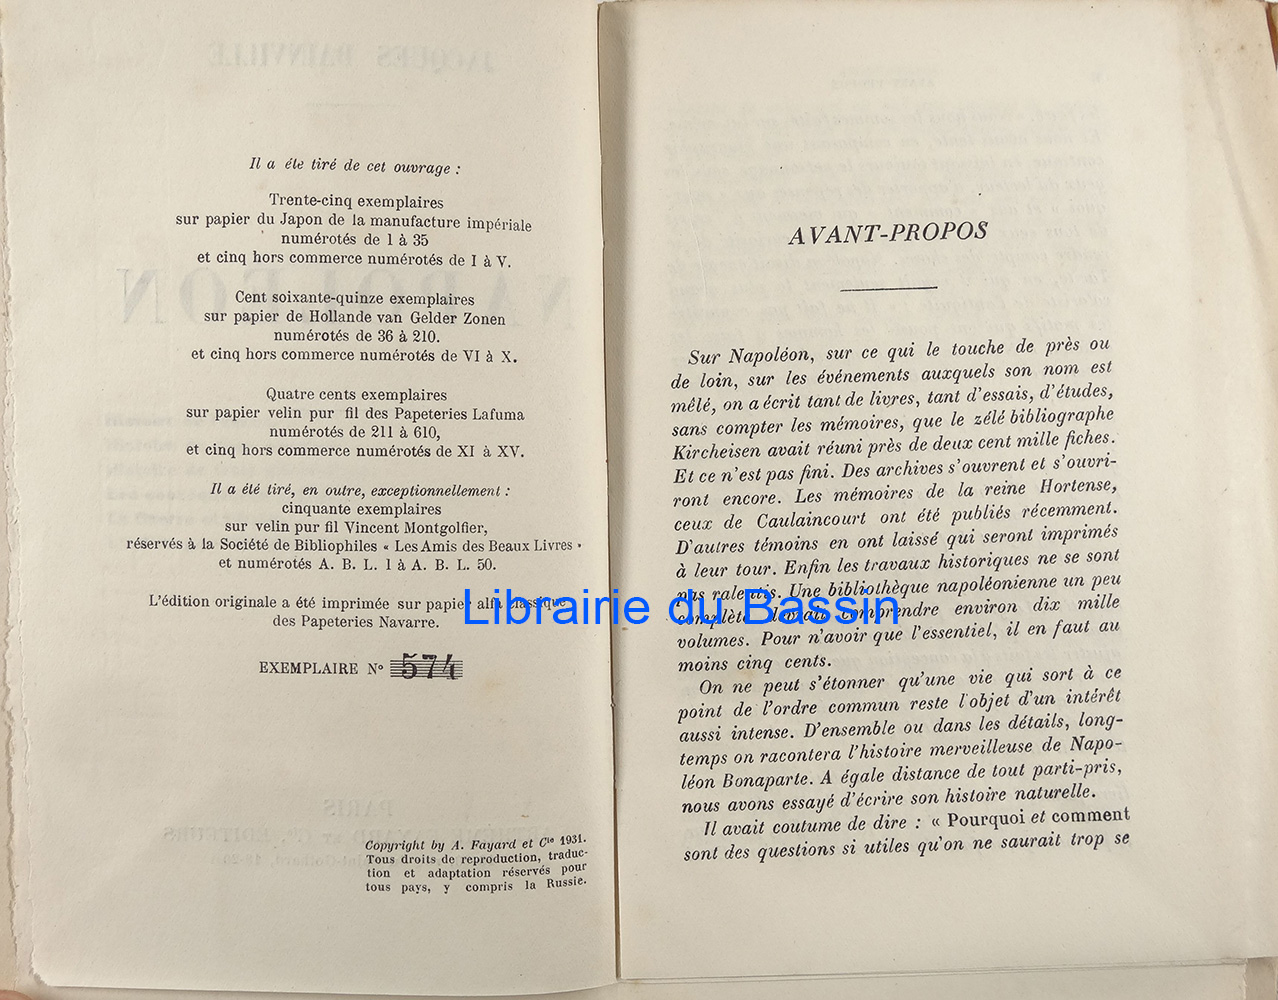 Il a été tiré de cet ouvrage :
Trente-cinq exemplaires
sur papier du Japon de la manufacture impériale
numérotés de 1 à 35
et cinq hors commerce numérotés de I à V.
Cent soixante-quinze exemplaires
sur papier de Hollande van Gelder Zonen
numérotés de 36 à 210.
et cinq hors commerce numérotés de VI à X.
Quatre cents exemplaires
sur papier velin pur fil des Papeteries Lafuma
numérotés de 211 à 610,
et cinq hors commerce numérotés de XI à XV.
Il a été tiré, en outre, exceptionnellement :
cinquante exemplaires
sur velin pur fil Vincent Montgolfier,
réservés à la Société de Bibliophiles « Les Amis des Beaux Livres »
et numérotés A. B. L. 1 à A. B. L. 50.
L'édition originale a été imprimée sur papier alfa classique
des Papeteries Navarre.
EXEMPLAIRE N° 574
Copyright by A. Fayard et Cie 1931.
Tous droits de reproduction, traduc-
tion et adaptation réservés pour
tous pays, y compris la Russie.
AVANT-PROPOS
Sur Napoléon, sur ce qui le touche de près ou
de loin, sur les événements auxquels son nom est
mêlé, on a écrit tant de livres, tant d'essais, d'études,
sans compter les mémoires, que le zélé bibliographe
Kircheisen avait réuni près de deux cent mille fiches.
Et ce n'est pas fini. Des archives s'ouvrent et s'ouvri-
ront encore. Les mémoires de la reine Hortense,
ceux de Caulaincourt ont été publiés récemment.
D'autres témoins en ont laissé qui seront imprimés
à leur tour. Enfin les travaux historiques ne se sont
pas ralentis. Une bibliothèque napoléonienne un peu
complète devrait comprendre environ dix mille
volumes. Pour n'avoir que l'essentiel, il en faut au
moins cinq cents.
On ne peut s'étonner qu'une vie qui sort à ce
point de l'ordre commun reste l'objet d'un intérêt
aussi intense. D'ensemble ou dans les détails, long-
temps on racontera l'histoire merveilleuse de Napo-
léon Bonaparte. A égale distance de tout parti-pris,
nous avons essayé d'écrire son histoire naturelle.
Il avait coutume de dire : « Pourquoi et comment
sont des questions si utiles qu'on ne saurait trop se
Librairie du Bassin